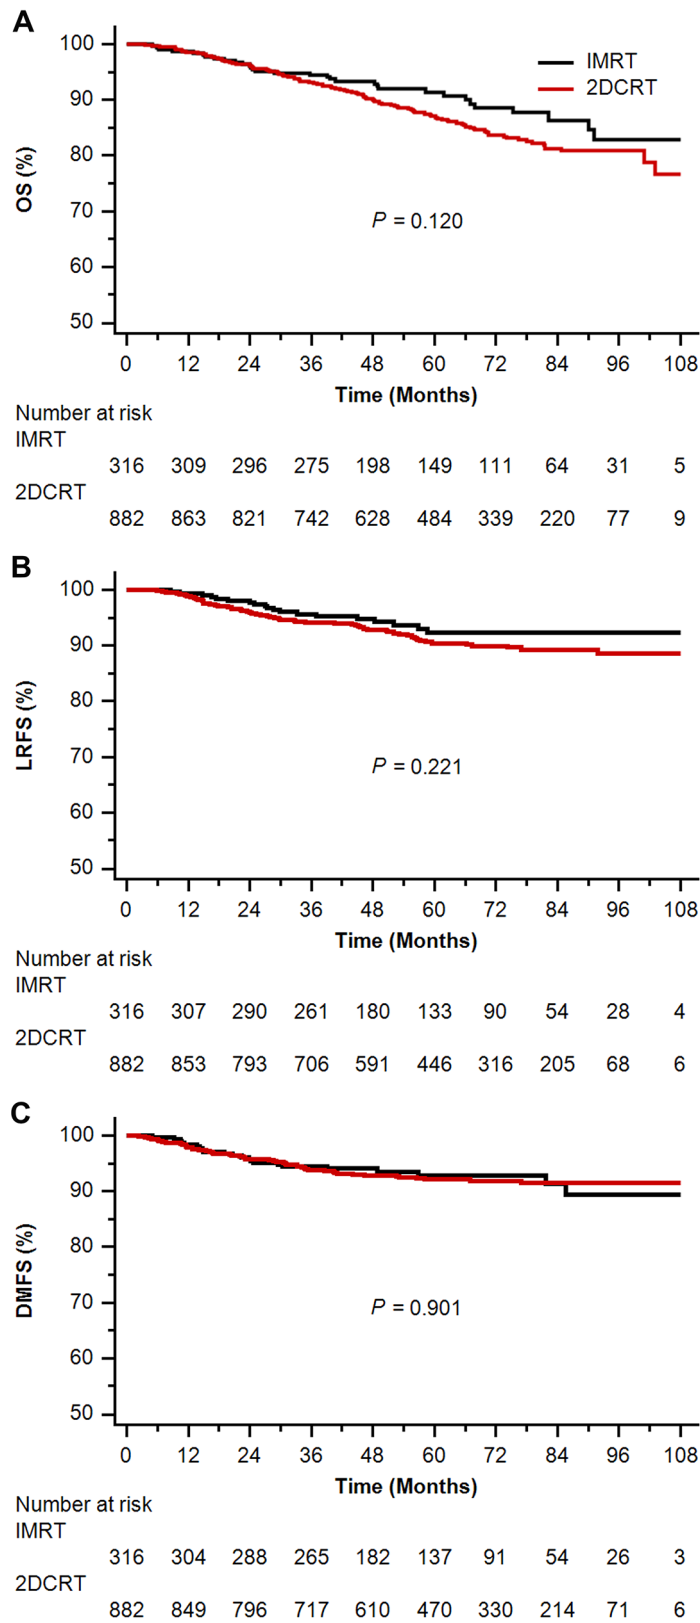 A
100
90
80
70
60
50
OS (%)
IMRT
2DCRT
P = 0.120
0 12 24 36 48 60 72 84 96 108
Time (Months)
Number at risk
IMRT
316 309 296 275 198 149 111 64 31 5
2DCRT
882 863 821 742 628 484 339 220 77 9
B
100
90
80
70
60
50
LRFS (%)
P = 0.221
0 12 24 36 48 60 72 84 96 108
Time (Months)
Number at risk
IMRT
316 307 290 261 180 133 90 54 28 4
2DCRT
882 853 793 706 591 446 316 205 68 6
C
100
90
80
70
60
50
DMFS (%)
P = 0.901
0 12 24 36 48 60 72 84 96 108
Time (Months)
Number at risk
IMRT
316 304 288 265 182 137 91 54 26 3
2DCRT
882 849 796 717 610 470 330 214 71 6